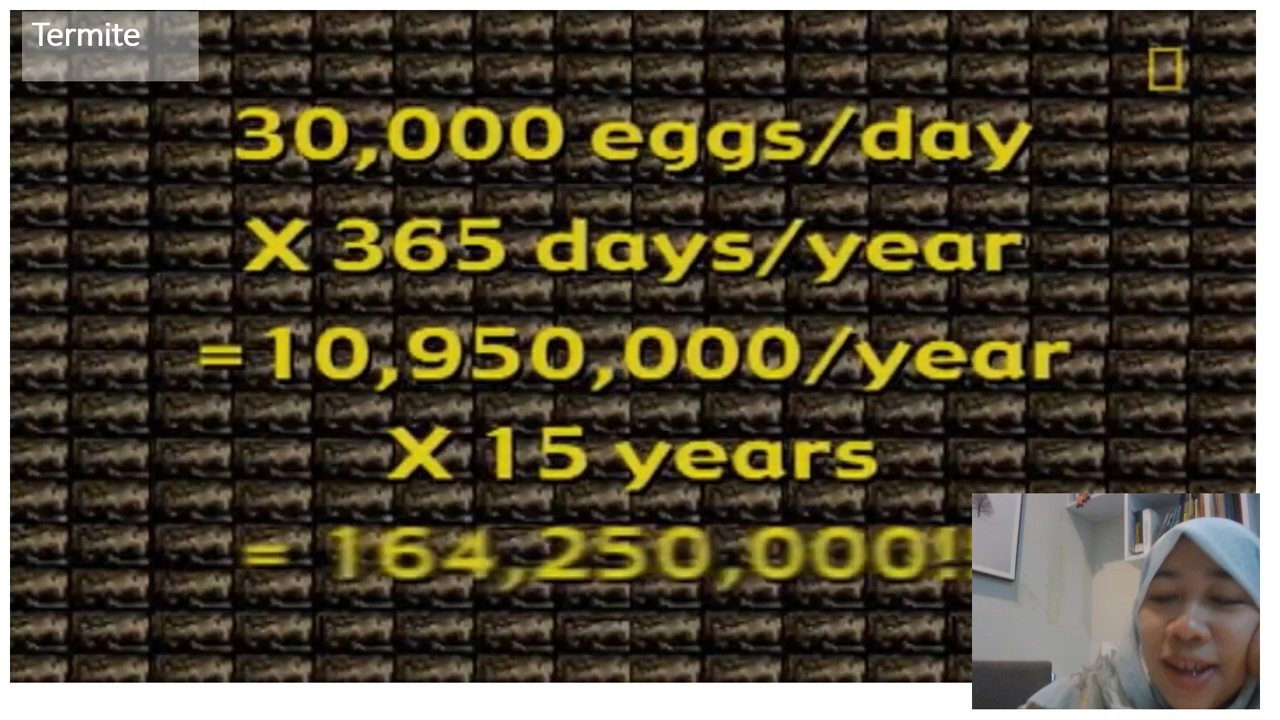 Termite
30,000 eggs/day
X 365 days/year
= 10,950,000/year
X 15 years
= 164,250,000!!